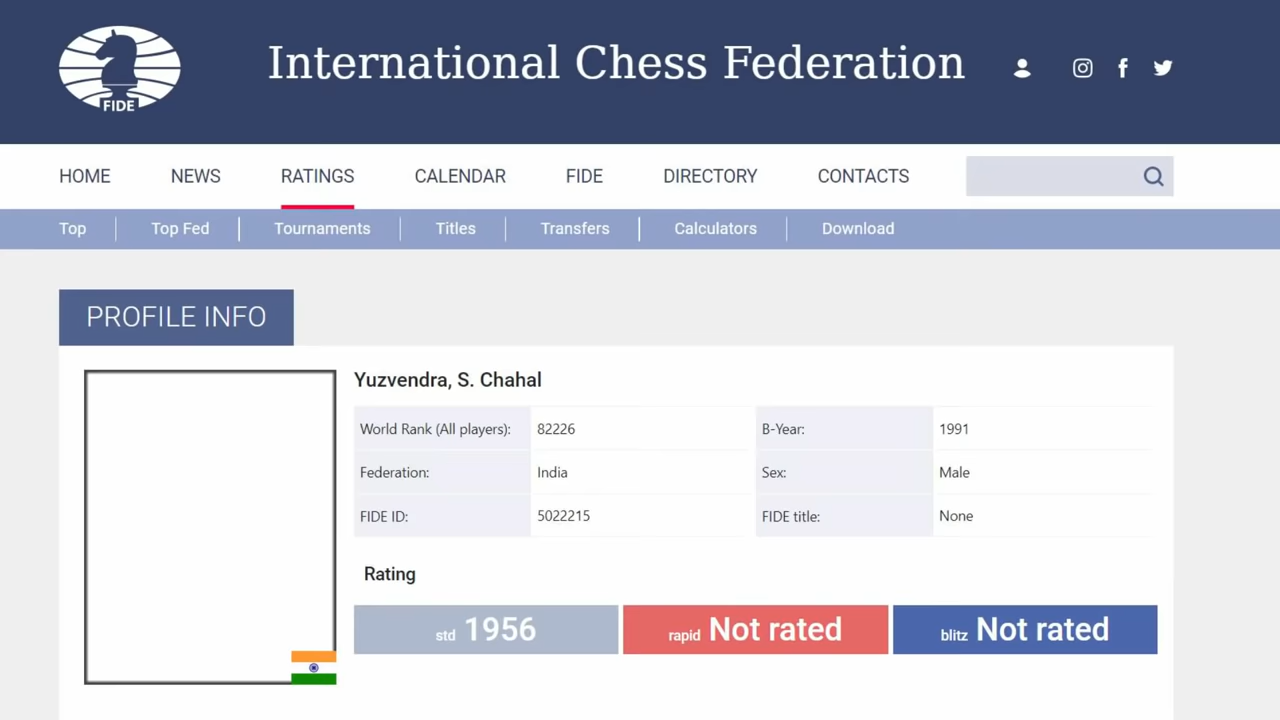 FIDE
International Chess Federation
HOME NEWS RATINGS CALENDAR FIDE DIRECTORY CONTACTS
Top Top Fed Tournaments Titles Transfers Calculators Download
PROFILE INFO
Yuzvendra, S. Chahal
World Rank (All players): 82226 B-Year: 1991
Federation: India Sex: Male
FIDE ID: 5022215 FIDE title: None
Rating
std 1956 rapid Not rated blitz Not rated